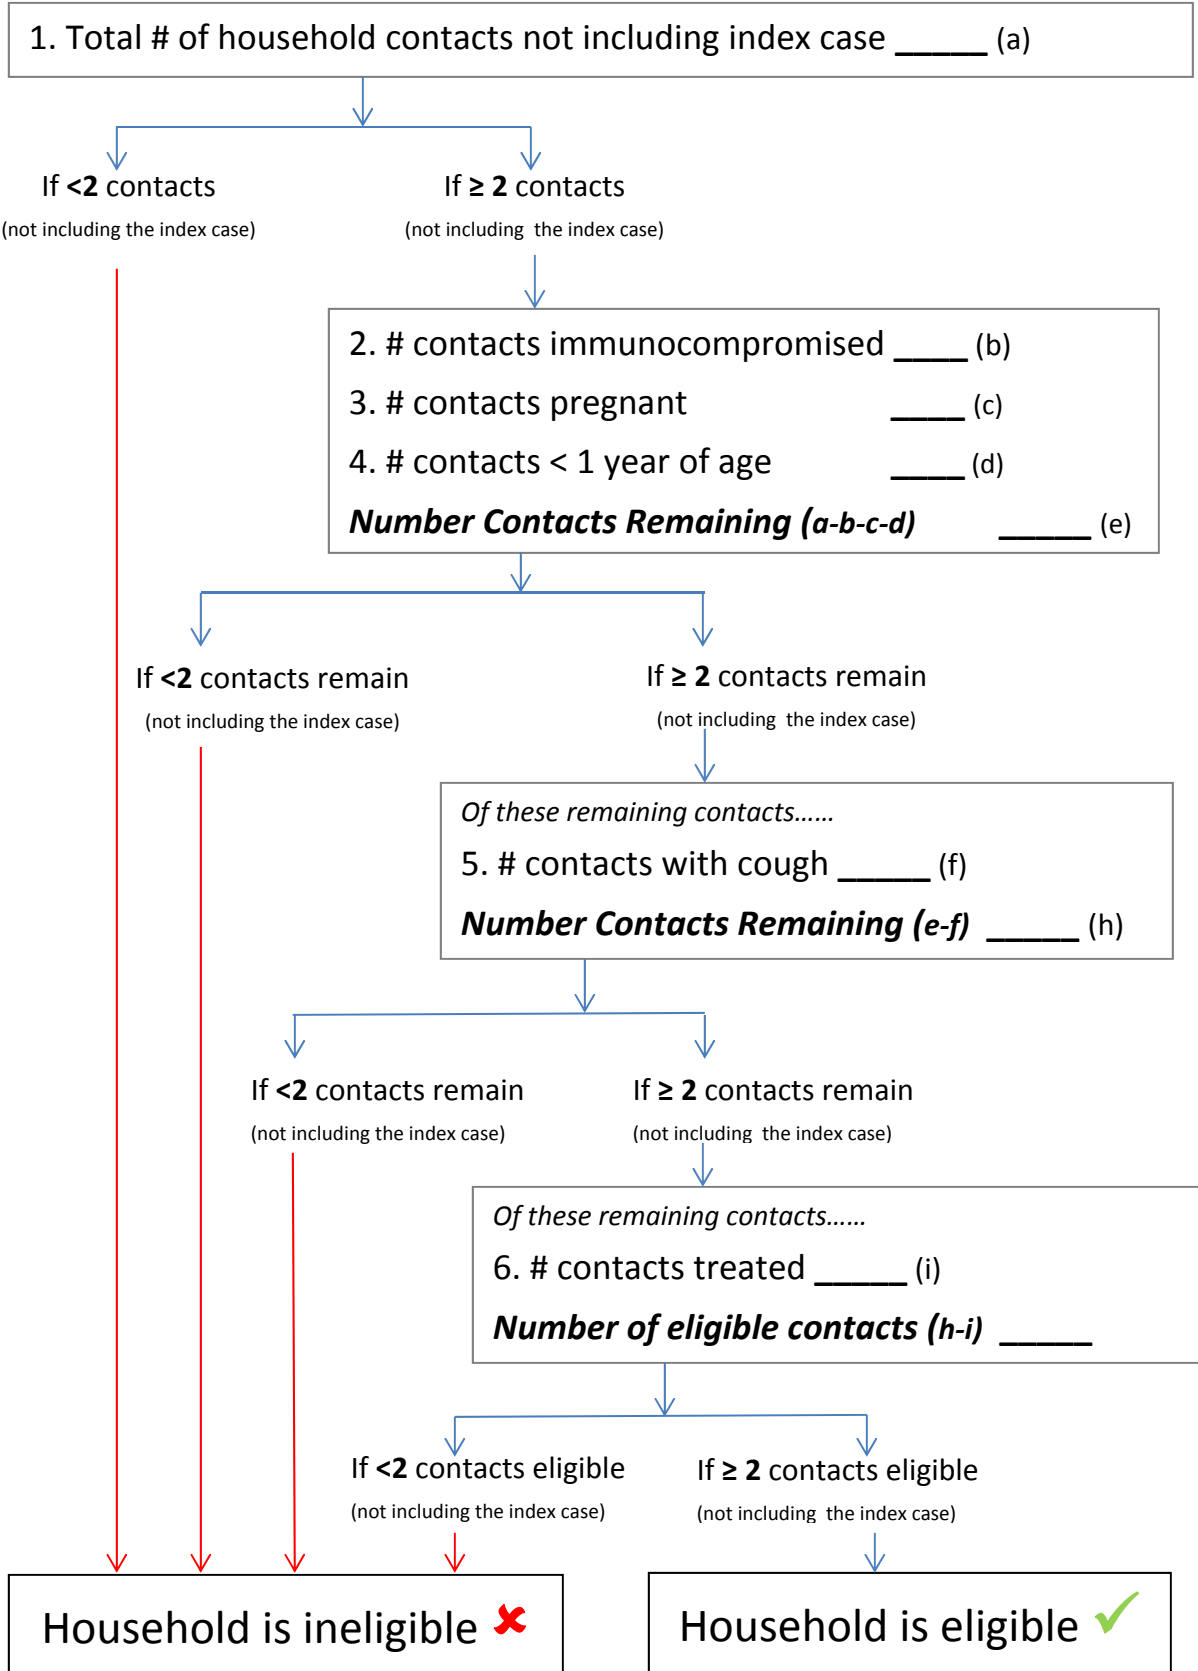 1. Total # of household contacts not including index case _____ (a)
If <2 contacts
(not including the index case)
If ≥ 2 contacts
(not including the index case)
2. # contacts immunocompromised ____ (b)
3. # contacts pregnant ____ (c)
4. # contacts < 1 year of age ____ (d)
Number Contacts Remaining (a-b-c-d) _____ (e)
If <2 contacts remain
(not including the index case)
If ≥ 2 contacts remain
(not including the index case)
Of these remaining contacts……
5. # contacts with cough _____ (f)
Number Contacts Remaining (e-f) _____ (h)
If <2 contacts remain
(not including the index case)
If ≥ 2 contacts remain
(not including the index case)
Of these remaining contacts……
6. # contacts treated _____ (i)
Number of eligible contacts (h-i) _____
If <2 contacts eligible
(not including the index case)
If ≥ 2 contacts eligible
(not including the index case)
Household is ineligible ✘
Household is eligible ✓